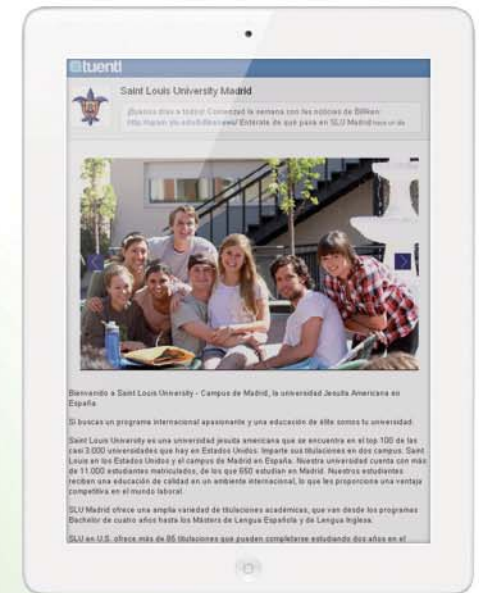 tuenti
Saint Louis University Madrid
¡Buenos días a todos! Comenzad la semana con las noticias de Billiken:
Entérate de qué pasa en SLU Madrid hace un día
Bienvenido a Saint Louis University - Campus de Madrid, la universidad Jesuita Americana en
España
Si buscas un programa internacional apasionante y una educación de élite somos tu universidad.
Saint Louis University es una universidad jesuita americana que se encuentra en el top 100 de las
casi 3.000 universidades que hay en Estados Unidos. Imparte sus titulaciones en dos campus: Saint
Louis en los Estados Unidos y el campus de Madrid en España. Nuestra universidad cuenta con más
de 11.000 estudiantes matriculados, de los que 650 estudian en Madrid. Nuestros estudiantes
reciben una educación de calidad en un ambiente internacional, lo que les proporciona una ventaja
competitiva en el mundo laboral.
SLU Madrid ofrece una amplia variedad de titulaciones académicas, que van desde los programas
Bachelor de cuatro años hasta los Másters de Lengua Española y de Lengua Inglesa.
SLU en U.S. ofrece más de 85 titulaciones que pueden completarse estudiando dos años en el